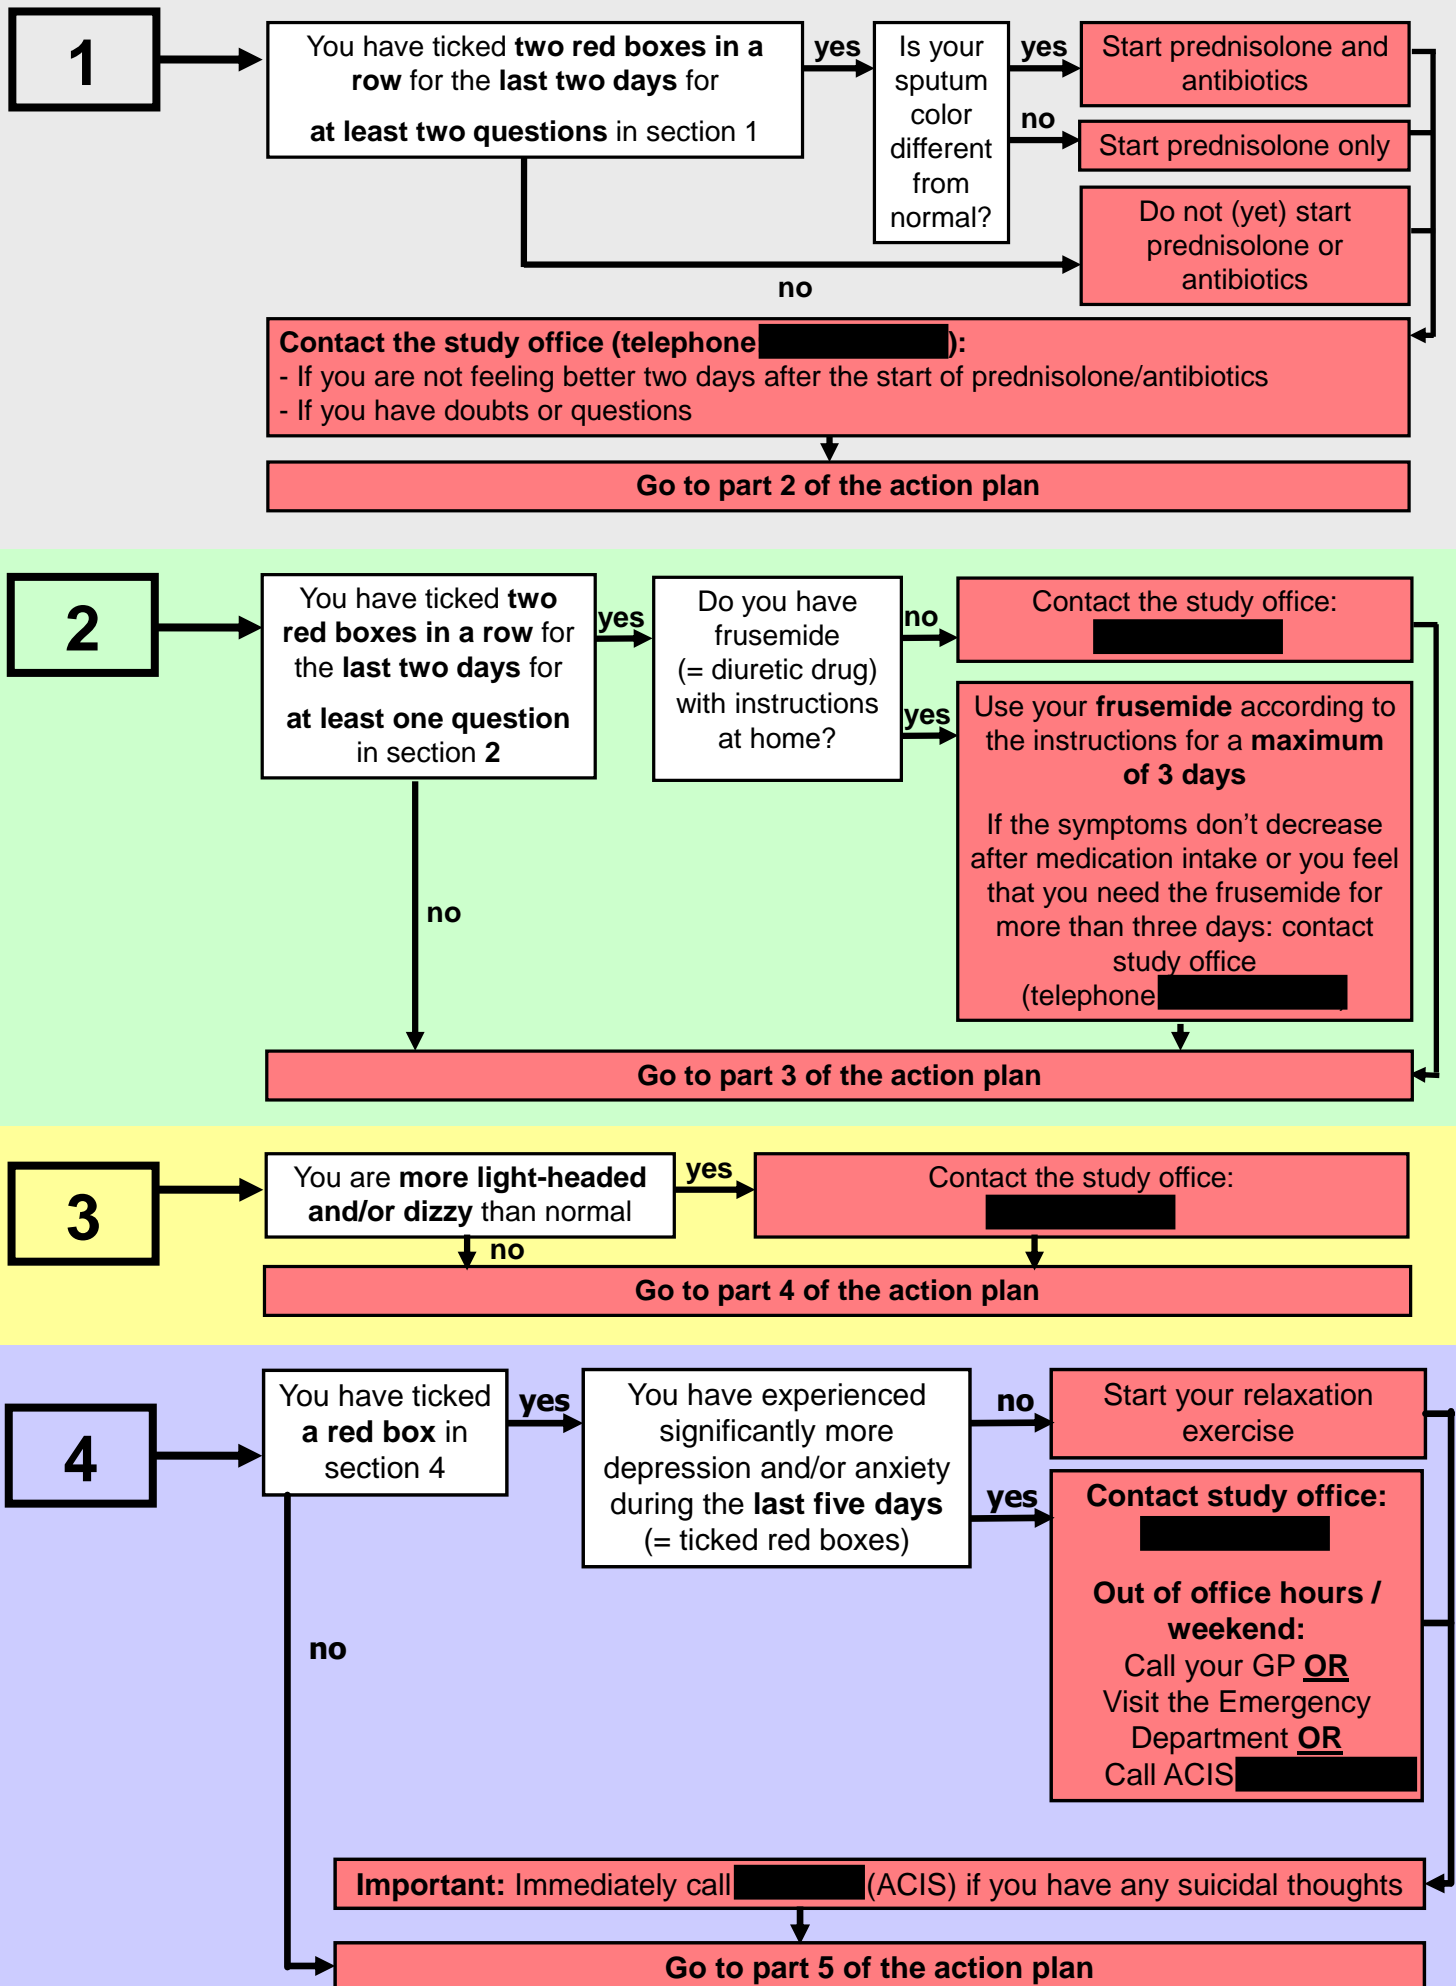 1
You have ticked two red boxes in a
row for the last two days for
at least two questions in section 1
yes
Is your
sputum
color
different
from
normal?
yes
Start prednisolone and
antibiotics
no
Start prednisolone only
Do not (yet) start
prednisolone or
antibiotics
no
Contact the study office (telephone ):
- If you are not feeling better two days after the start of prednisolone/antibiotics
- If you have doubts or questions
Go to part 2 of the action plan
2
You have ticked two
red boxes in a row for
the last two days for
at least one question
in section 2
yes
Do you have
frusemide
(= diuretic drug)
with instructions
at home?
no
Contact the study office:
yes
Use your frusemide according to
the instructions for a maximum
of 3 days
If the symptoms don't decrease
after medication intake or you feel
that you need the frusemide for
more than three days: contact
study office
(telephone
no
Go to part 3 of the action plan
3
You are more light-headed
and/or dizzy than normal
yes
Contact the study office:
no
Go to part 4 of the action plan
4
You have ticked
a red box in
section 4
yes
You have experienced
significantly more
depression and/or anxiety
during the last five days
(= ticked red boxes)
no
Start your relaxation
exercise
yes
Contact study office:
Out of office hours /
weekend:
Call your GP OR
Visit the Emergency
Department OR
Call ACIS
no
Important: Immediately call (ACIS) if you have any suicidal thoughts
Go to part 5 of the action plan